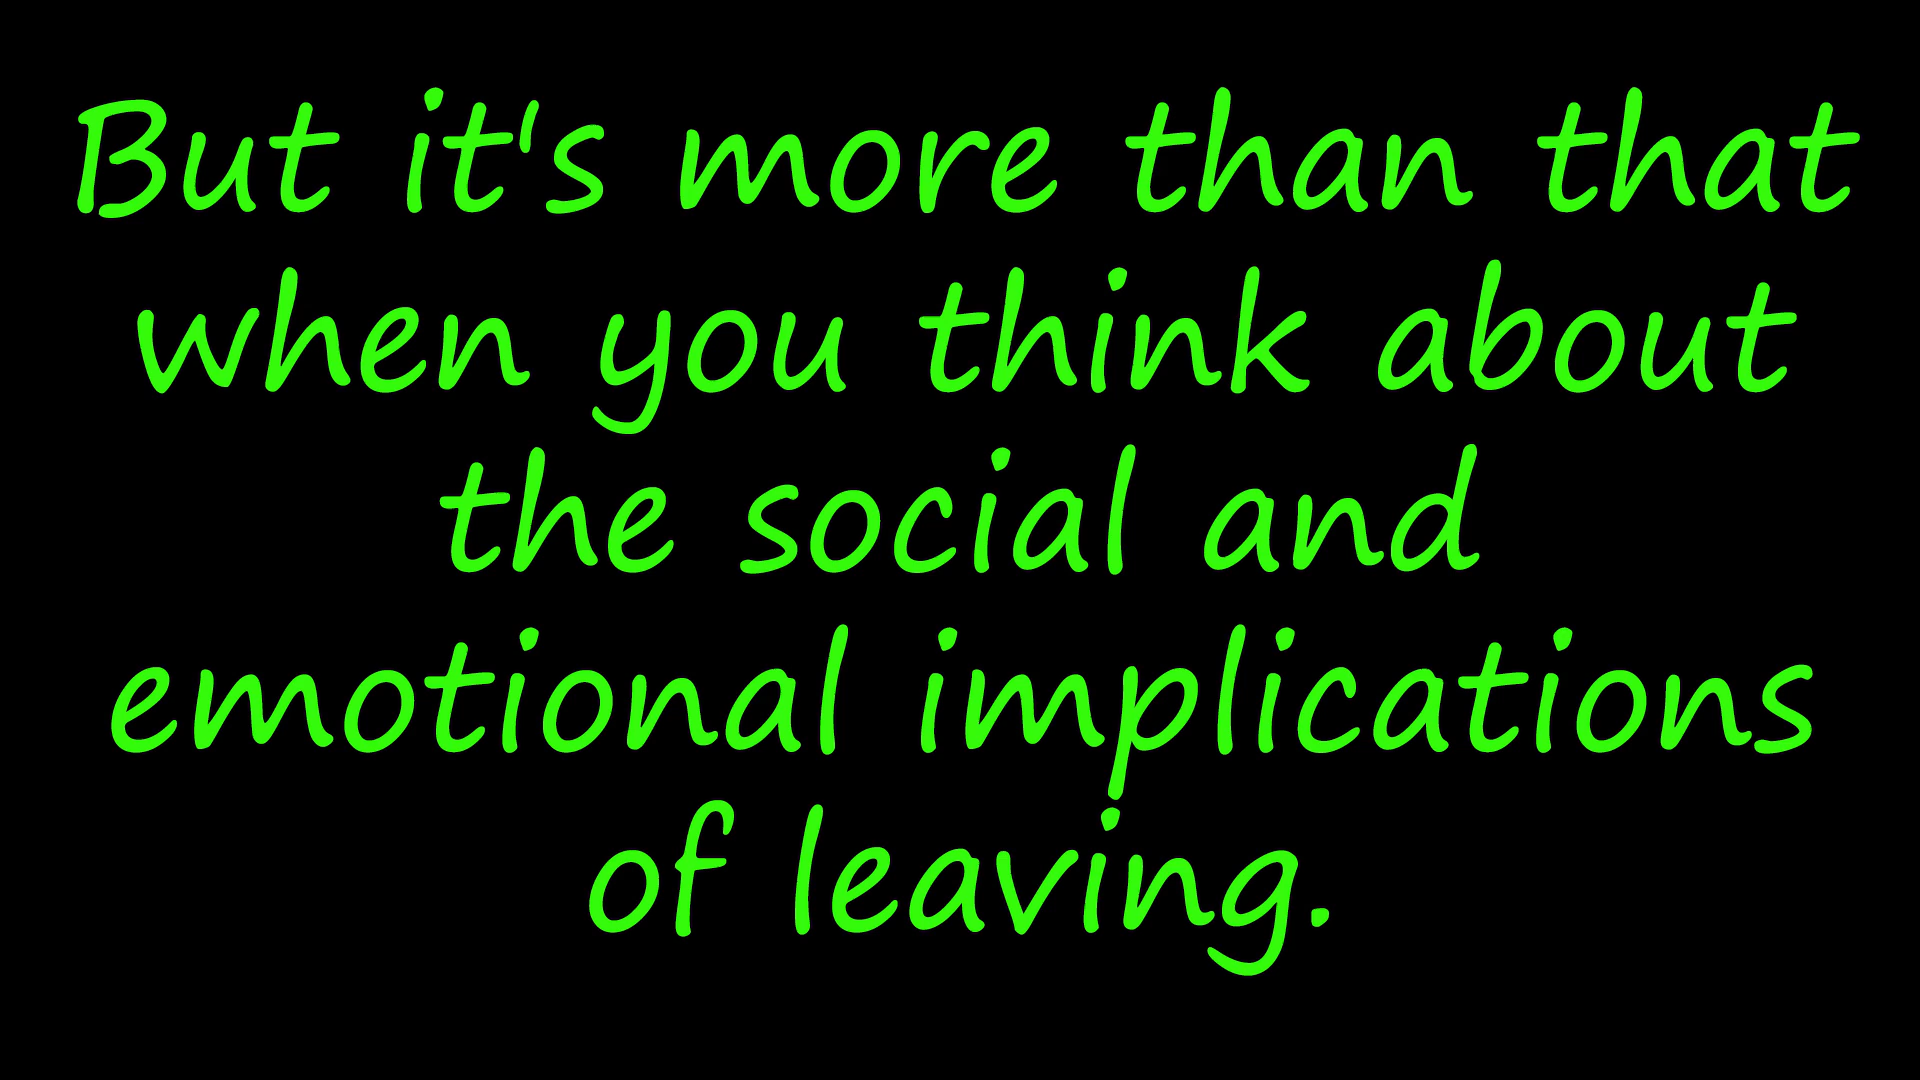 But it's more than that
when you think about
the social and
emotional implications
of leaving.